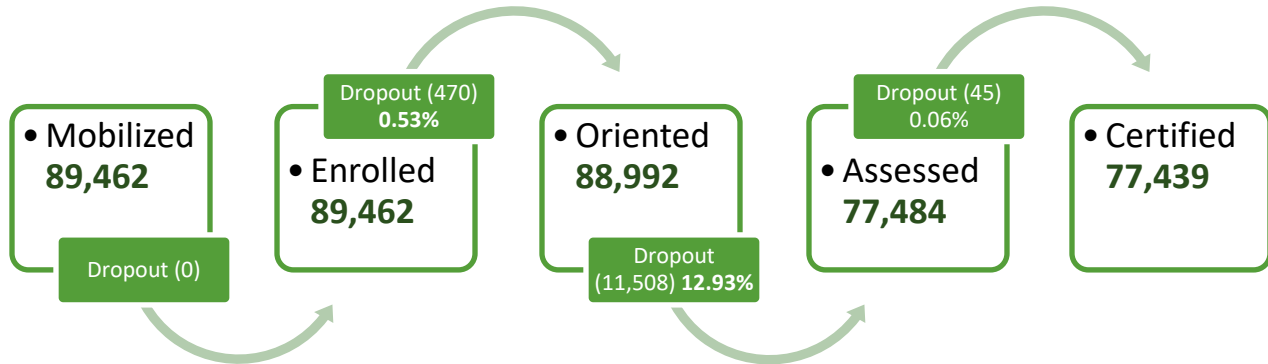 • Mobilized
89,462
Dropout (0)
Dropout (470)
0.53%
• Enrolled
89,462
• Oriented
88,992
Dropout
(11,508) 12.93%
Dropout (45)
0.06%
• Assessed
77,484
• Certified
77,439